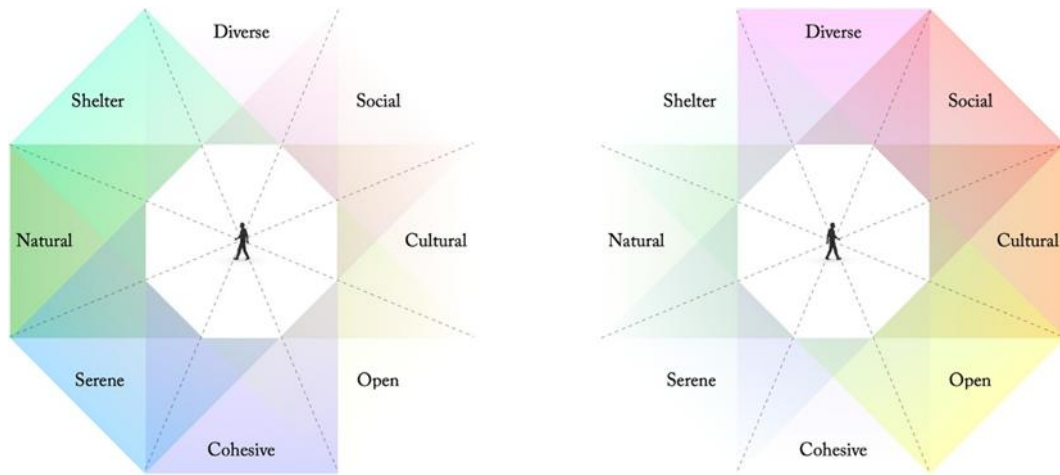 Diverse
Shelter
Social
Natural
Cultural
Serene
Open
Cohesive
Diverse
Shelter
Social
Natural
Cultural
Serene
Open
Cohesive